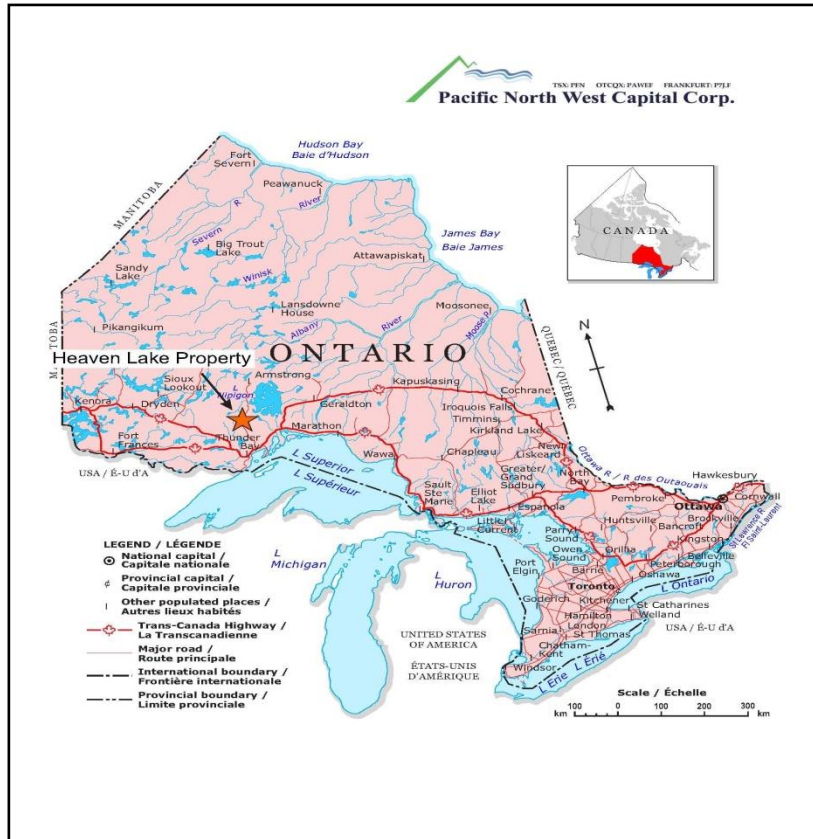 TSX: PFN OTCQX: PAWEF FRANKFURT: P7J.F
Pacific North West Capital Corp.
Hudson Bay
Baie d'Hudson
Fort
Severn
Peawanuck
River
MANITOBA
Severn R
Big Trout
Lake
James Bay
Baie James
Attawapiskat
CANADA
Sandy
Lake
Winisk
Lansdowne
House
Moosonee
Pikangikum
Albany River
Moose R
QUEBEC / QUÉBEC
N
ONTARIO
Heaven Lake Property
Armstrong
Sioux
Lookout
L
Nipigon
Kapuskasing
Cochrane
Kenora
Dryden
Geraldton
Iroquois Falls
Timmins
Kirkland Lake
Fort
Frances
Thunder
Bay
Marathon
Wawa
Chapleau
New
Liskeard
USA / É-U d'A
L Superior
L Supérieur
Greater/
Grand
Sudbury
North
Bay
Ottawa R / R des Outaouais
Hawkesbury
Sault
Ste
Marie
Elliot
Lake
Espanola
Pembroke
Ottawa
Cornwall
Little
Current
Parry
Sound
Huntsville
Bancroft
Brockville
Kingston
St Lawrence R
Fl Saint-Laurent
Owen
Sound
Orillia
Belleville
Port
Elgin
Barrie
Peterborough
Oshawa
L Ontario
Toronto
L
Michigan
L
Huron
Goderich
Kitchener
Hamilton
St Catharines
Welland
London
Sarnia
St Thomas
USA / É-U d'A
Chatham-
Kent
Windsor
L Erie L Érié
UNITED STATES
OF AMERICA
ÉTATS-UNIS
D'AMÉRIQUE
LEGEND / LÉGENDE
National capital /
Capitale nationale
Provincial capital /
Capitale provinciale
Other populated places /
Autres lieux habités
Trans-Canada Highway /
La Transcanadienne
Major road /
Route principale
International boundary /
Frontière internationale
Provincial boundary /
Limite provinciale
Scale / Échelle
km 100 0 100 200 300 km